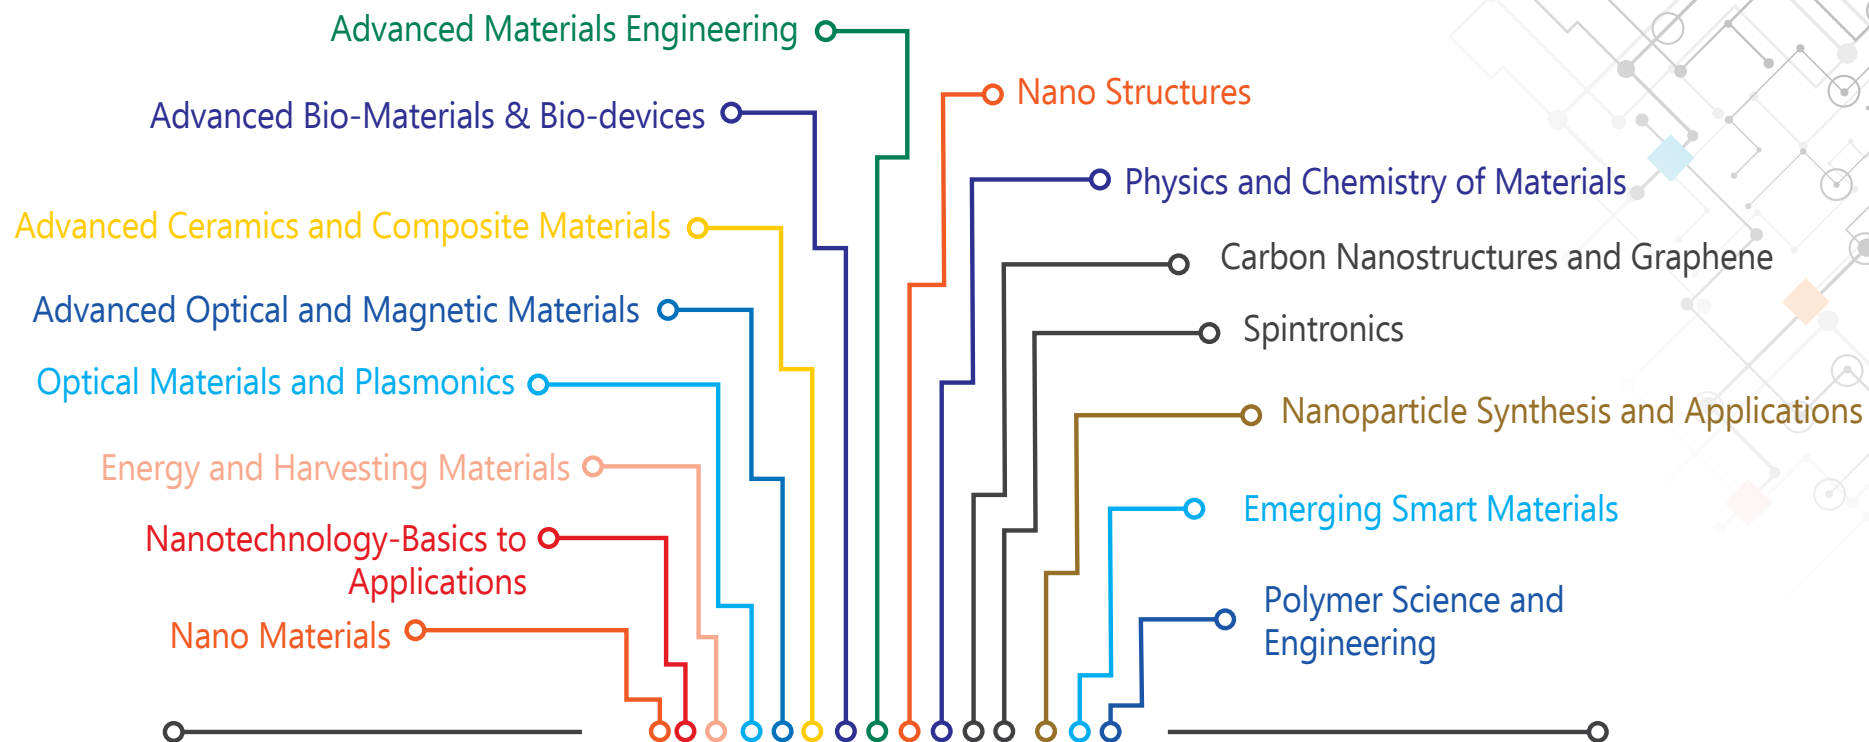 Advanced Materials Engineering
Advanced Bio-Materials & Bio-devices
Advanced Ceramics and Composite Materials
Advanced Optical and Magnetic Materials
Optical Materials and Plasmonics
Energy and Harvesting Materials
Nanotechnology-Basics to
Applications
Nano Materials
Nano Structures
Physics and Chemistry of Materials
Carbon Nanostructures and Graphene
Spintronics
Nanoparticle Synthesis and Applications
Emerging Smart Materials
Polymer Science and
Engineering